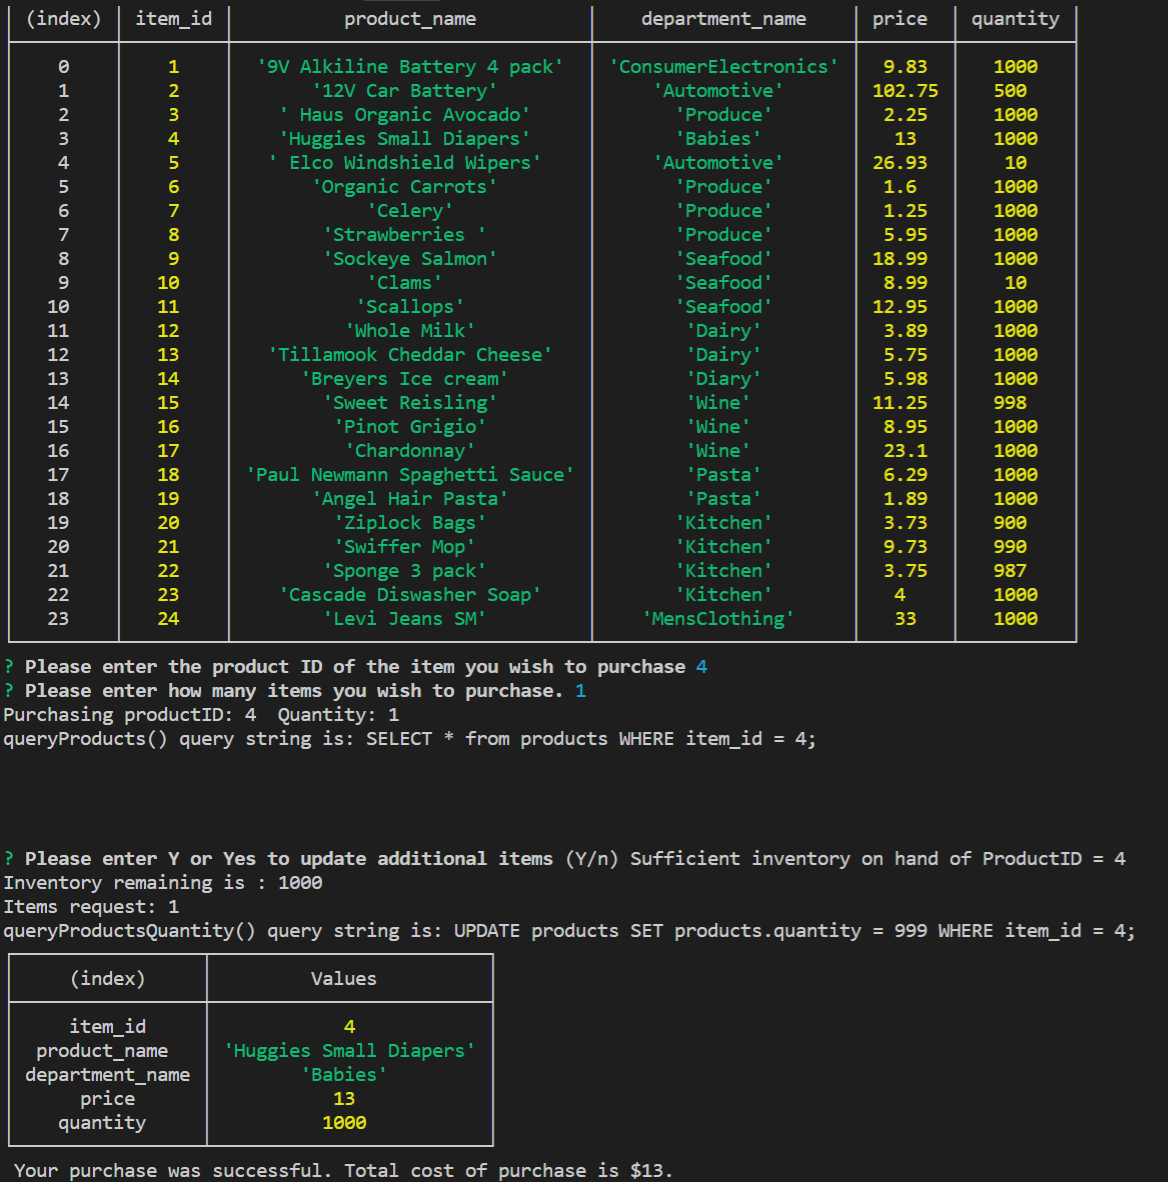 (index) item_id product_name department_name price quantity
0 1 '9V Alkiline Battery 4 pack' 'ConsumerElectronics' 9.83 1000
1 2 '12V Car Battery' 'Automotive' 102.75 500
2 3 ' Haus Organic Avocado' 'Produce' 2.25 1000
3 4 'Huggies Small Diapers' 'Babies' 13 1000
4 5 ' Elco Windshield Wipers' 'Automotive' 26.93 10
5 6 'Organic Carrots' 'Produce' 1.6 1000
6 7 'Celery' 'Produce' 1.25 1000
7 8 'Strawberries ' 'Produce' 5.95 1000
8 9 'Sockeye Salmon' 'Seafood' 18.99 1000
9 10 'Clams' 'Seafood' 8.99 10
10 11 'Scallops' 'Seafood' 12.95 1000
11 12 'Whole Milk' 'Dairy' 3.89 1000
12 13 'Tillamook Cheddar Cheese' 'Dairy' 5.75 1000
13 14 'Breyers Ice cream' 'Diary' 5.98 1000
14 15 'Sweet Reisling' 'Wine' 11.25 998
15 16 'Pinot Grigio' 'Wine' 8.95 1000
16 17 'Chardonnay' 'Wine' 23.1 1000
17 18 'Paul Newmann Spaghetti Sauce' 'Pasta' 6.29 1000
18 19 'Angel Hair Pasta' 'Pasta' 1.89 1000
19 20 'Ziplock Bags' 'Kitchen' 3.73 900
20 21 'Swiffer Mop' 'Kitchen' 9.73 990
21 22 'Sponge 3 pack' 'Kitchen' 3.75 987
22 23 'Cascade Diswasher Soap' 'Kitchen' 4 1000
23 24 'Levi Jeans SM' 'MensClothing' 33 1000
? Please enter the product ID of the item you wish to purchase 4
? Please enter how many items you wish to purchase. 1
Purchasing productID: 4  Quantity: 1
queryProducts() query string is: SELECT * from products WHERE item_id = 4;
? Please enter Y or Yes to update additional items (Y/n) Sufficient inventory on hand of ProductID = 4
Inventory remaining is : 1000
Items request: 1
queryProductsQuantity() query string is: UPDATE products SET products.quantity = 999 WHERE item_id = 4;
(index) Values
item_id 4
product_name 'Huggies Small Diapers'
department_name 'Babies'
price 13
quantity 1000
Your purchase was successful. Total cost of purchase is $13.